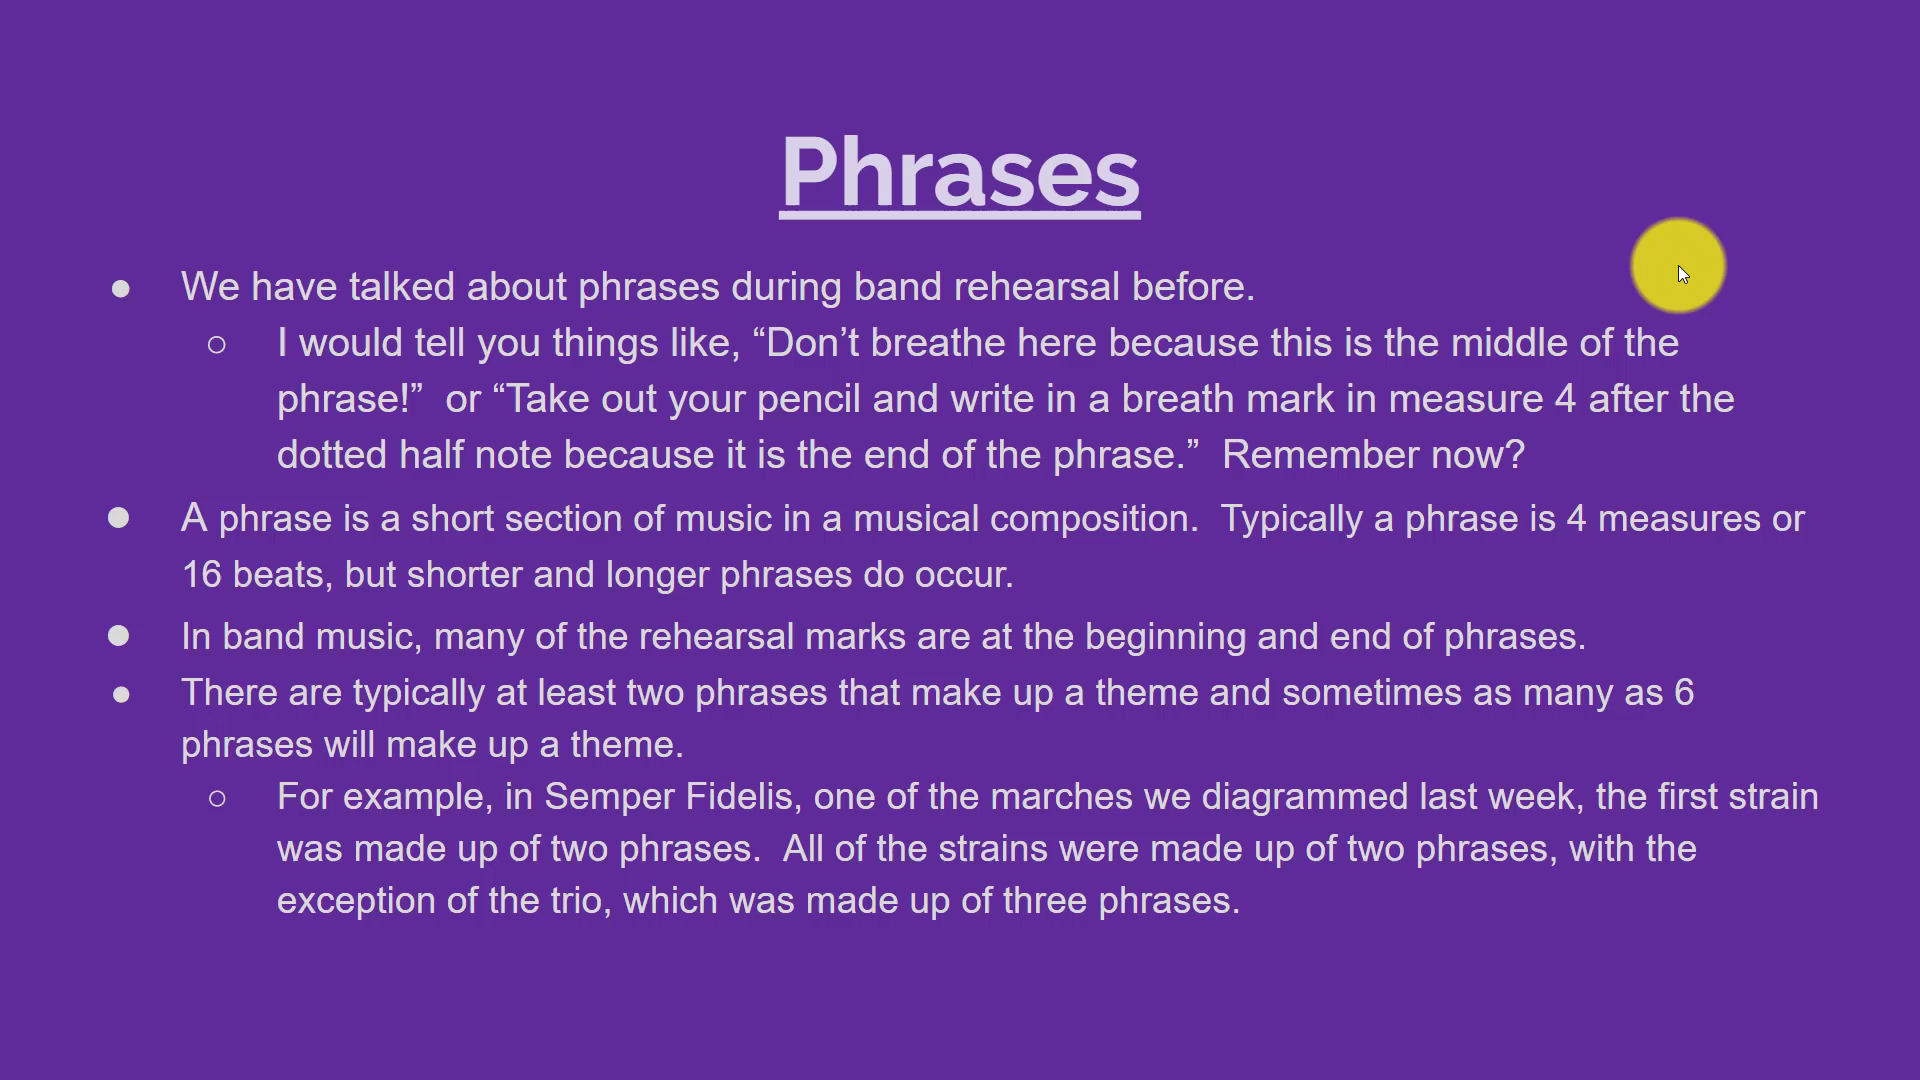 Phrases
● We have talked about phrases during band rehearsal before.
○ I would tell you things like, “Don’t breathe here because this is the middle of the
phrase!”  or “Take out your pencil and write in a breath mark in measure 4 after the
dotted half note because it is the end of the phrase.”  Remember now?
● A phrase is a short section of music in a musical composition.  Typically a phrase is 4 measures or
16 beats, but shorter and longer phrases do occur.
● In band music, many of the rehearsal marks are at the beginning and end of phrases.
● There are typically at least two phrases that make up a theme and sometimes as many as 6
phrases will make up a theme.
○ For example, in Semper Fidelis, one of the marches we diagrammed last week, the first strain
was made up of two phrases.  All of the strains were made up of two phrases, with the
exception of the trio, which was made up of three phrases.